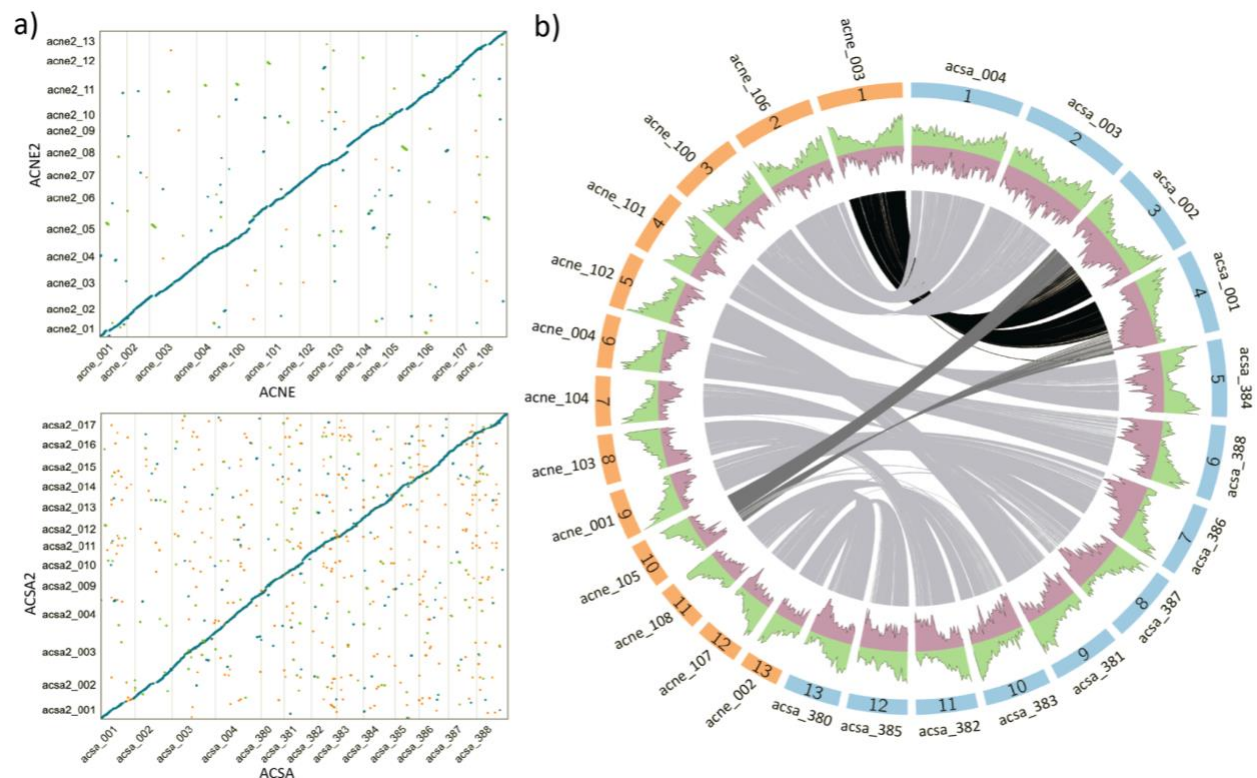 a)
acne2_13
acne2_12
acne2_11
acne2_10
acne2_09
acne2_08
acne2_07
acne2_06
acne2_05
acne2_04
acne2_03
acne2_02
acne2_01
ACNE2
acne_001
acne_002
acne_003
acne_004
acne_100
acne_101
acne_102
acne_103
acne_104
acne_105
acne_106
acne_107
acne_108
ACNE
acsa2_017
acsa2_016
acsa2_015
acsa2_014
acsa2_013
acsa2_012
acsa2_011
acsa2_010
acsa2_009
acsa2_004
acsa2_003
acsa2_002
acsa2_001
ACSA2
acsa_001
acsa_002
acsa_003
acsa_004
acsa_380
acsa_381
acsa_382
acsa_383
acsa_384
acsa_385
acsa_386
acsa_387
acsa_388
ACSA
b)
acsa_004
1
acsa_003
2
acsa_002
3
acsa_001
4
acsa_384
5
acsa_388
6
acsa_386
7
acsa_387
8
acsa_381
9
acsa_383
10
acsa_382
11
acsa_385
12
acsa_380
13
acne_002
13
acne_107
12
acne_108
11
acne_105
10
acne_001
9
acne_103
8
acne_104
7
acne_004
6
acne_102
5
acne_101
4
acne_100
3
acne_106
2
acne_003
1